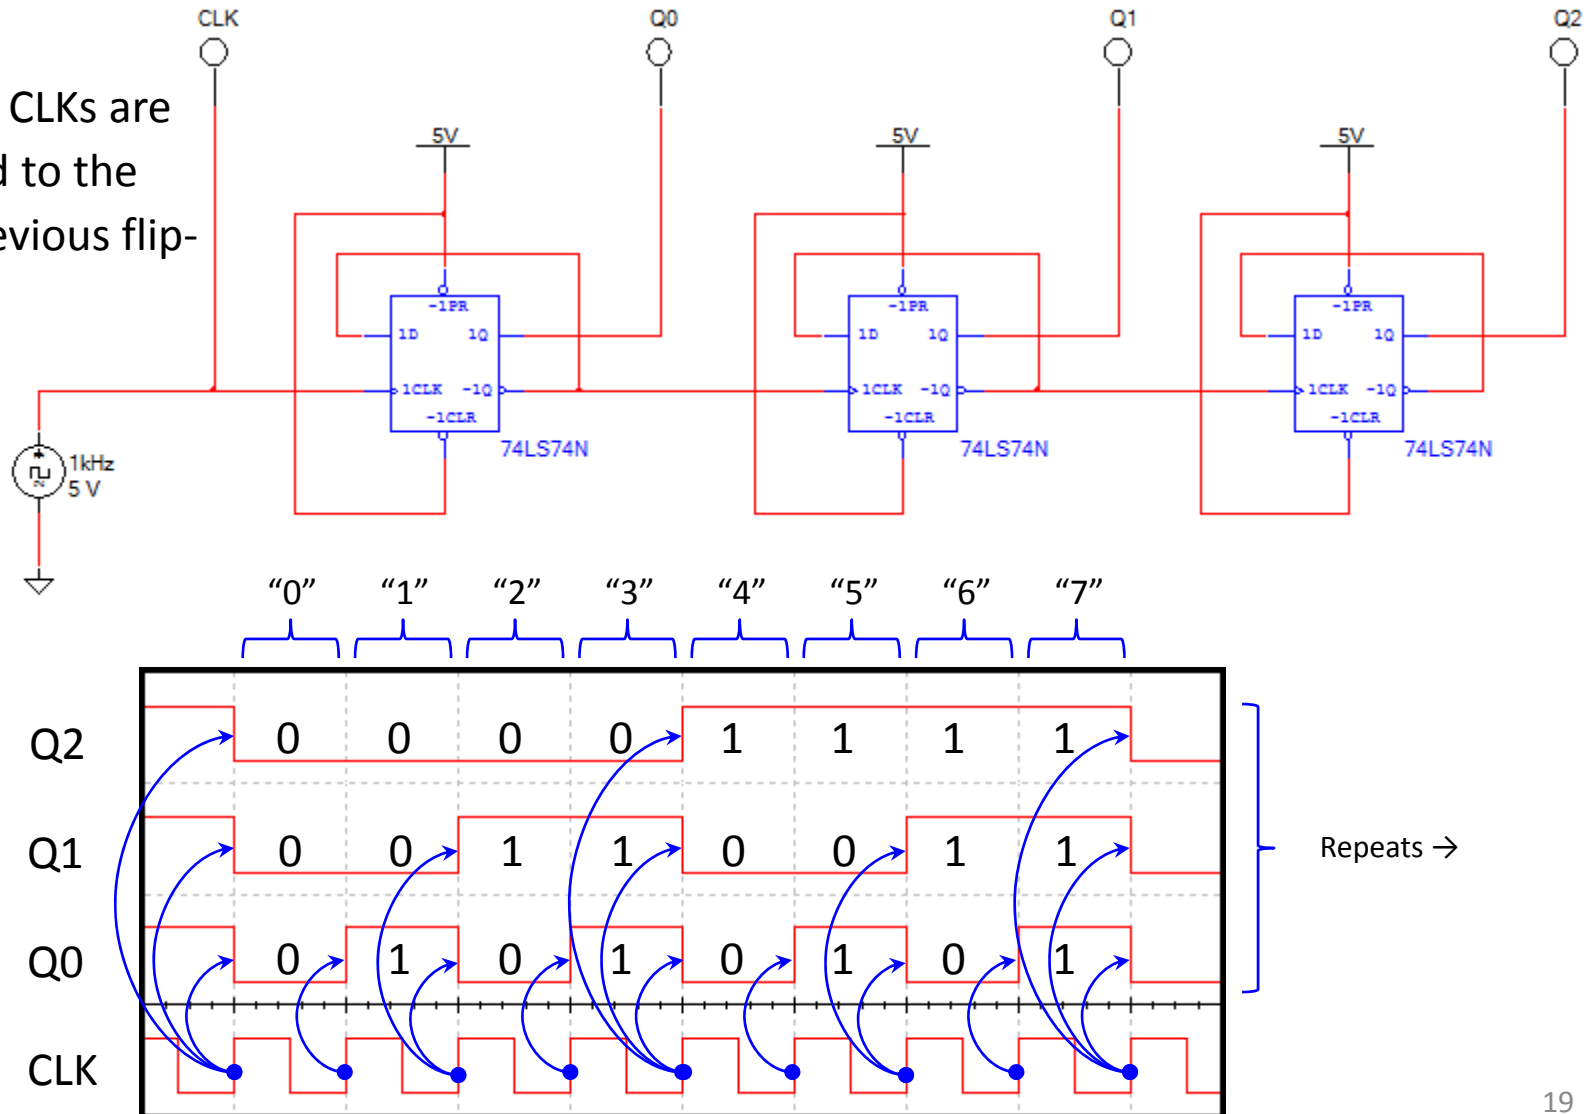 CLK
Q0
Q1
Q2
CLKs are
d to the
evious flip-
5V
5V
5V
-1PR
1D 1Q
1CLK -1Q
-1CLR
74LS74N
-1PR
1D 1Q
1CLK -1Q
-1CLR
74LS74N
-1PR
1D 1Q
1CLK -1Q
-1CLR
74LS74N
1kHz
5 V
“0” “1” “2” “3” “4” “5” “6” “7”
Q2 0 0 0 0 1 1 1 1
Q1 0 0 1 1 0 0 1 1
Repeats →
Q0 0 1 0 1 0 1 0 1
CLK
19